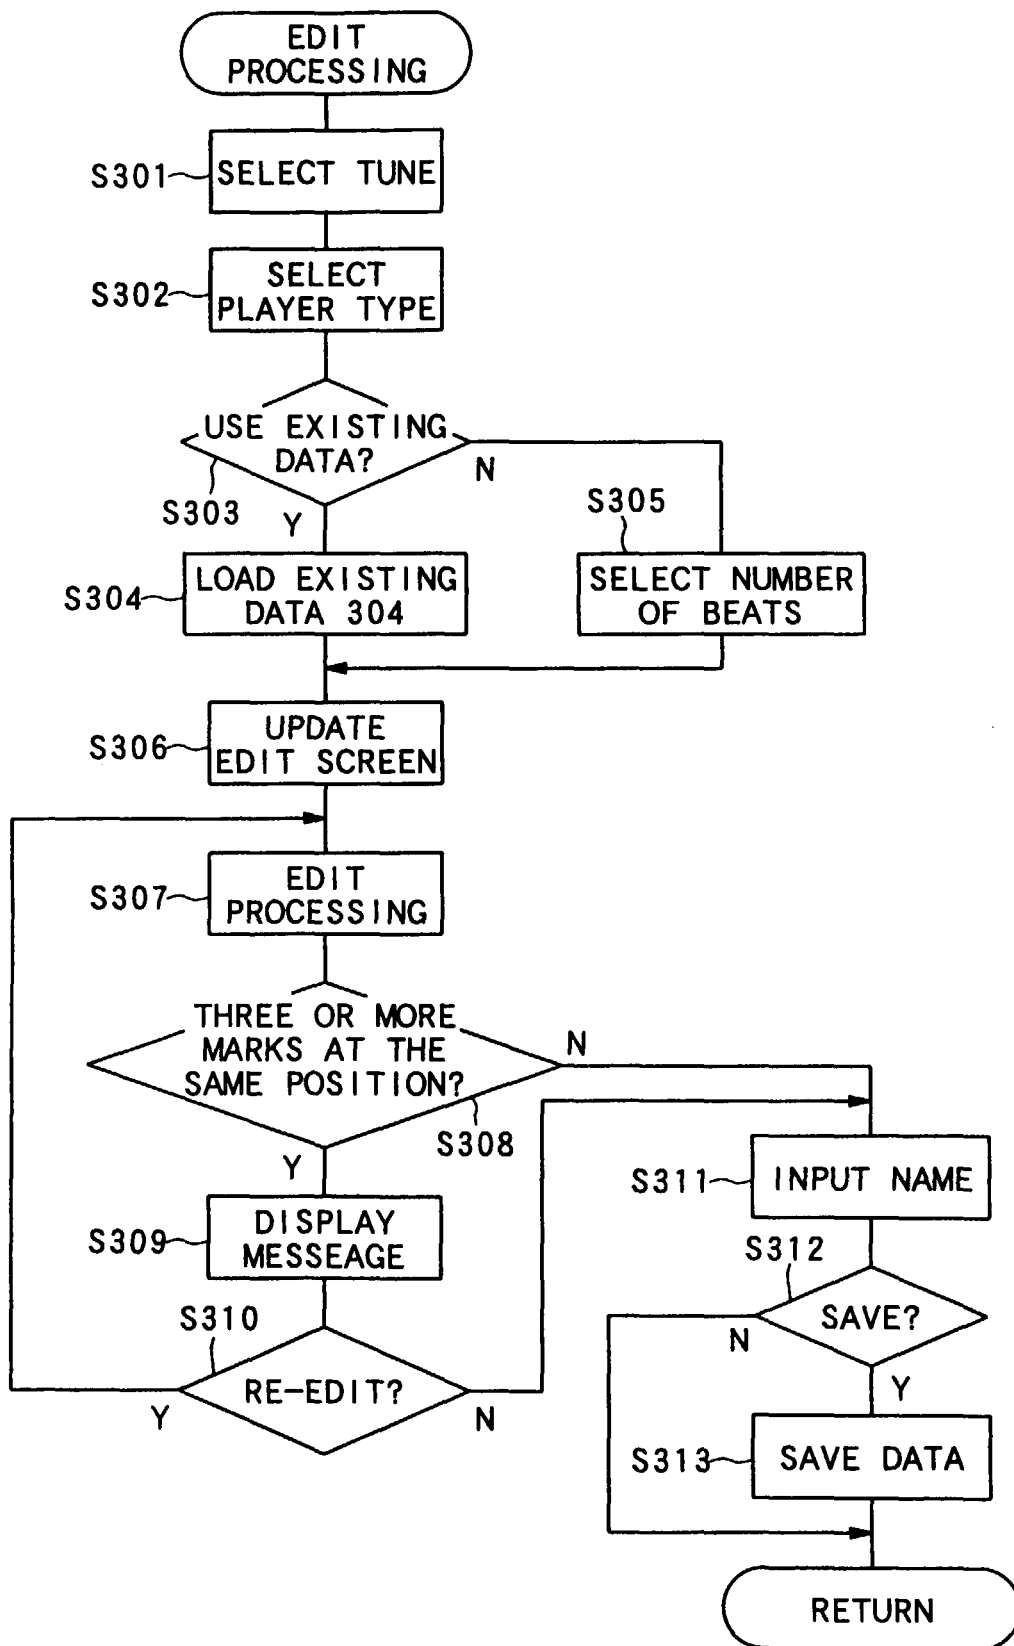 EDIT
PROCESSING
S301
SELECT TUNE
S302
SELECT
PLAYER TYPE
USE EXISTING
DATA?
S303
N
Y
S305
S304
LOAD EXISTING
DATA 304
SELECT NUMBER
OF BEATS
S306
UPDATE
EDIT SCREEN
S307
EDIT
PROCESSING
THREE OR MORE
MARKS AT THE
SAME POSITION?
N
S308
Y
S311
INPUT NAME
S309
DISPLAY
MESSEAGE
S312
S310
SAVE?
N
Y
RE-EDIT?
Y
N
S313
SAVE DATA
RETURN